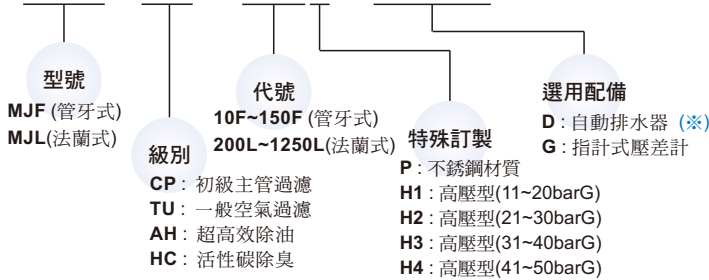 型號
MJF (管牙式)
MJL(法蘭式)
級別
CP : 初級主管過濾
TU : 一般空氣過濾
AH : 超高效除油
HC : 活性碳除臭
代號
10F~150F (管牙式)
200L~1250L(法蘭式)
特殊訂製
P : 不銹鋼材質
H1 : 高壓型(11~20barG)
H2 : 高壓型(21~30barG)
H3 : 高壓型(31~40barG)
H4 : 高壓型(41~50barG)
選用配備
D : 自動排水器 (※)
G : 指計式壓差計